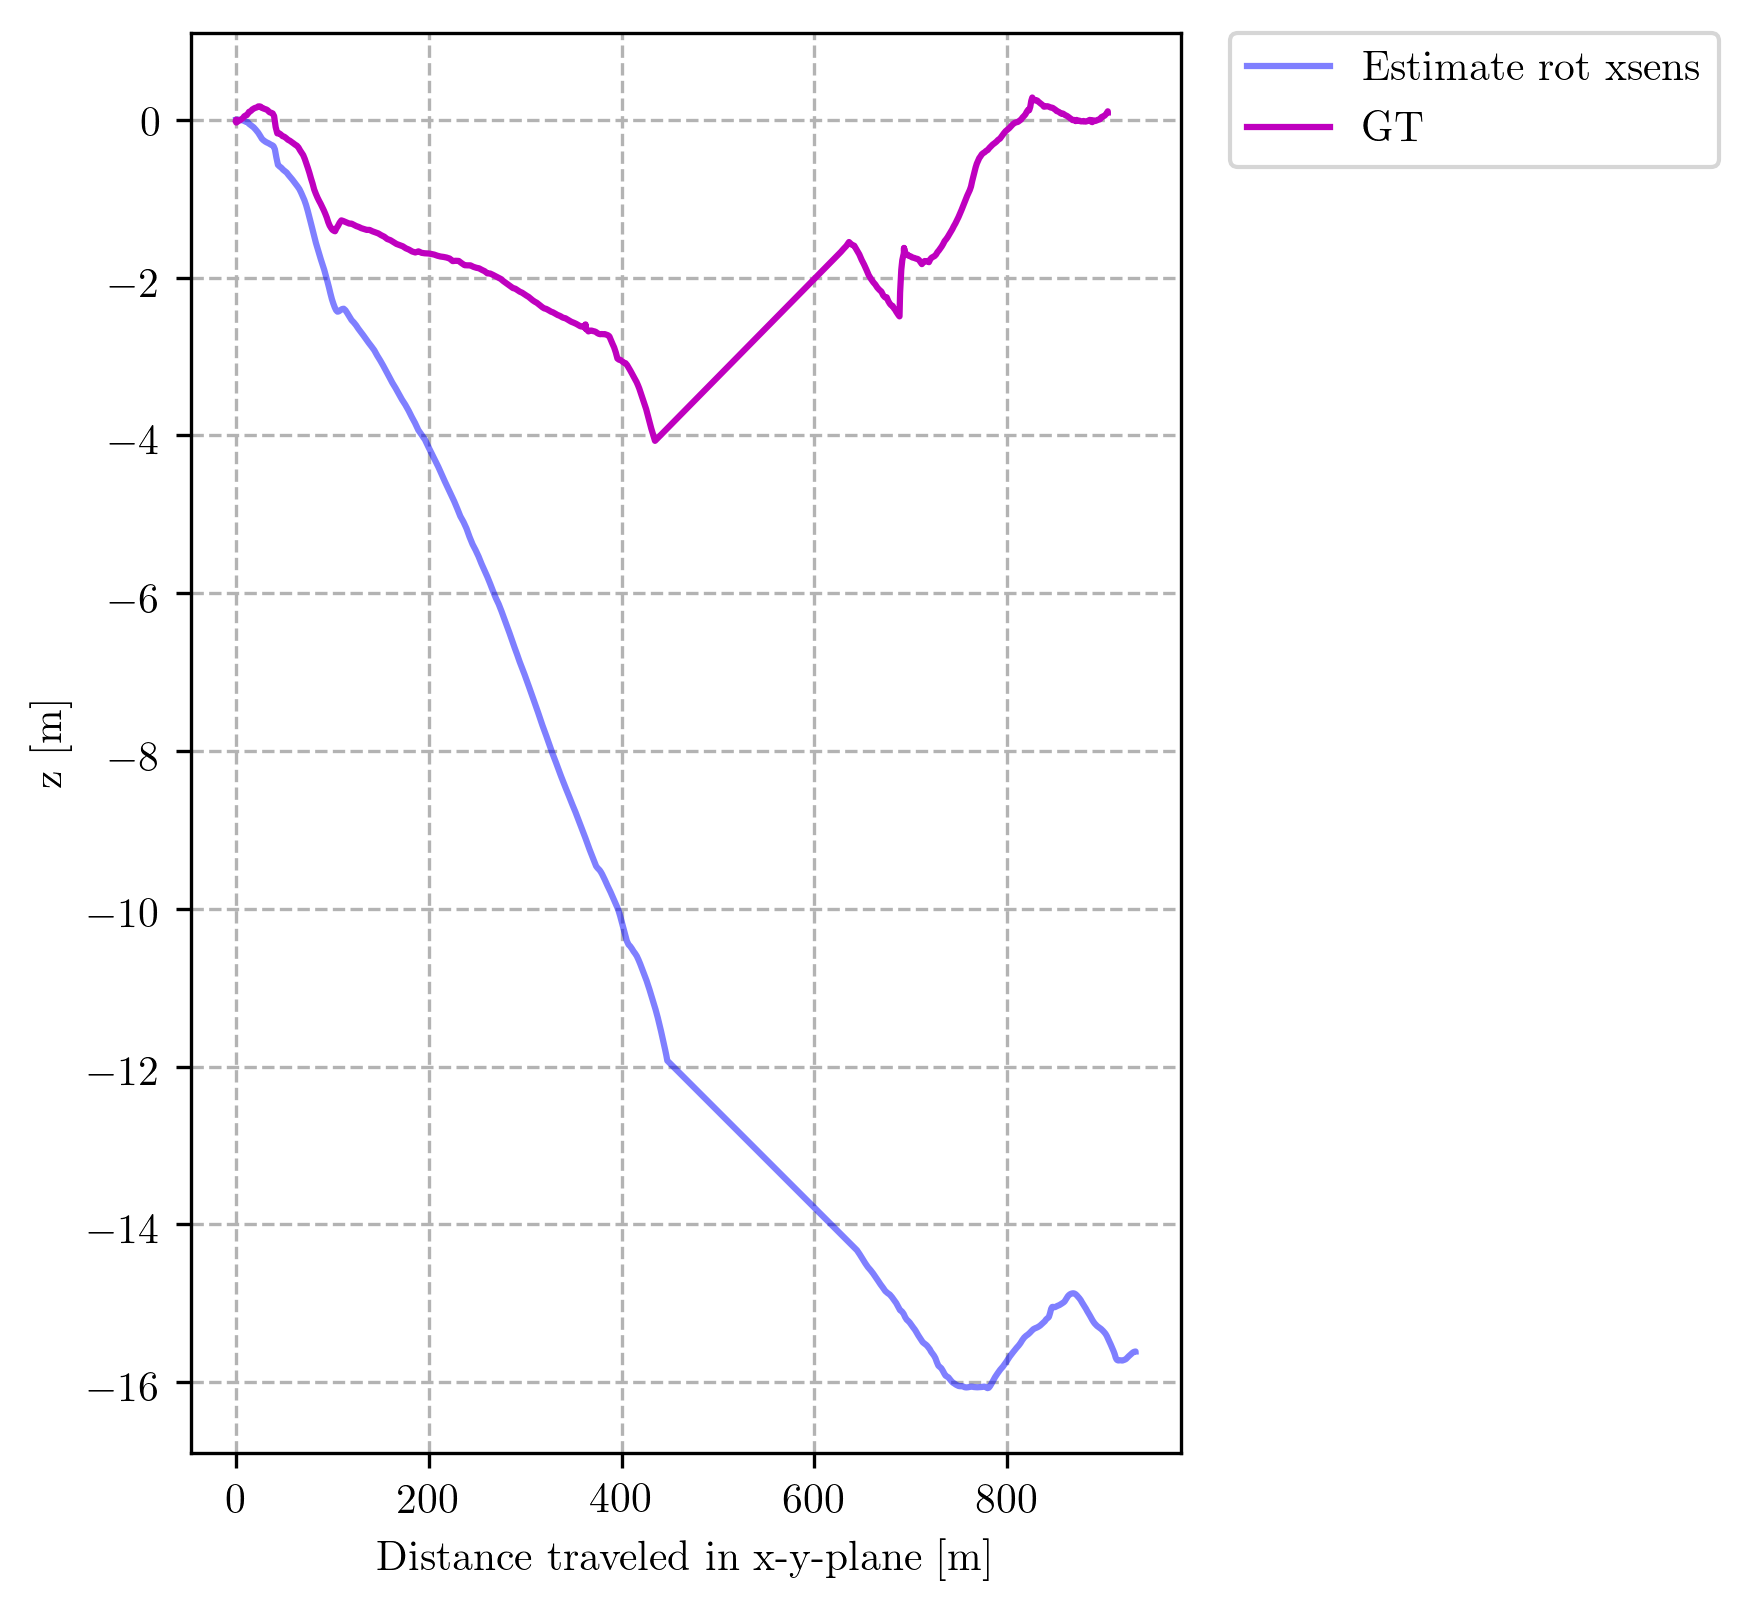 Estimate rot xsens
GT
0
−2
−4
−6
−8
−10
−12
−14
−16
z [m]
0 200 400 600 800
Distance traveled in x-y-plane [m]